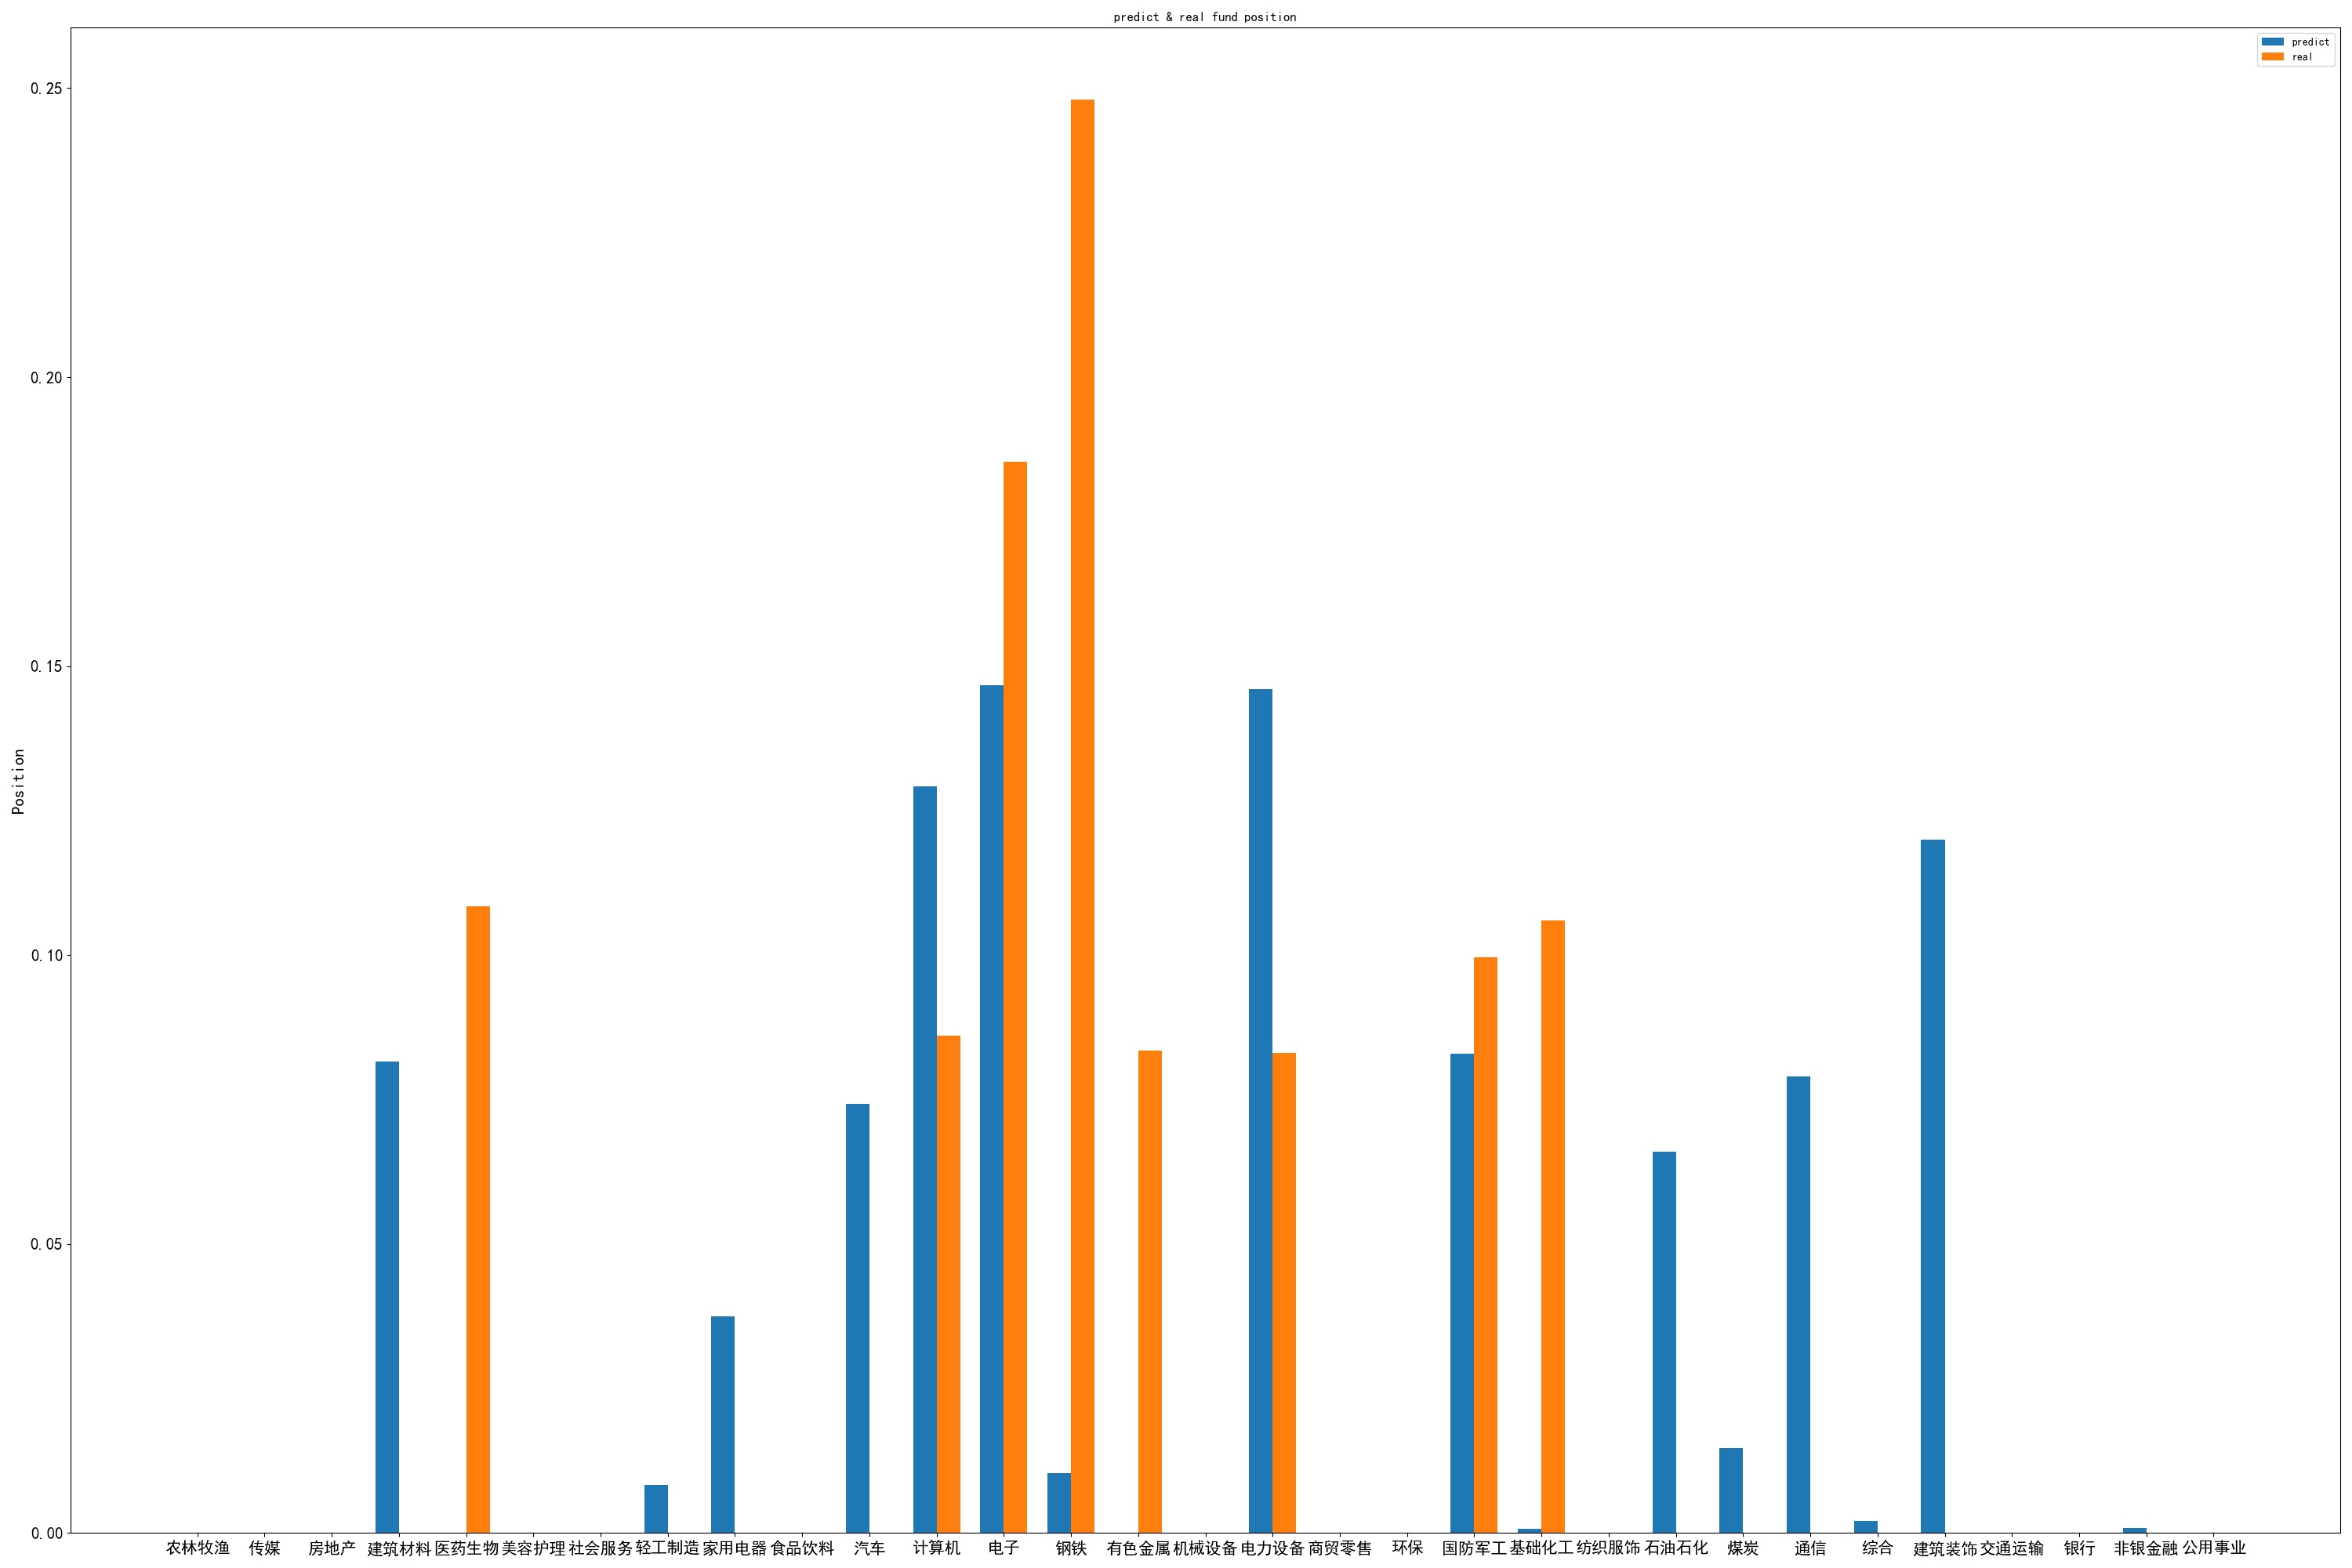 predict & real fund position
predict
real
Position
0.25
0.20
0.15
0.10
0.05
0.00
农林牧渔 传媒 房地产 建筑材料 医药生物 美容护理 社会服务 轻工制造 家用电器 食品饮料 汽车 计算机 电子 钢铁 有色金属 机械设备 电力设备 商贸零售 环保 国防军工 基础化工 纺织服饰 石油石化 煤炭 通信 综合 建筑装饰 交通运输 银行 非银金融 公用事业